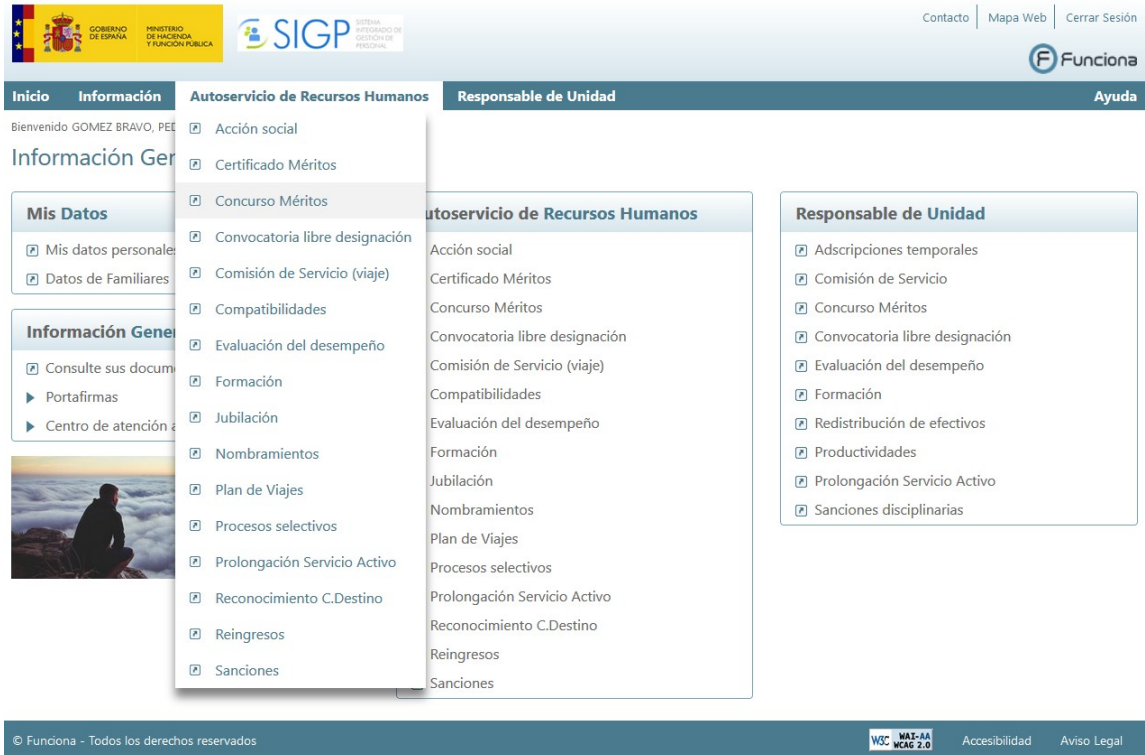 GOBIERNO
DE ESPAÑA
MINISTERIO
DE HACIENDA
Y FUNCIÓN PÚBLICA
SIGP
SISTEMA
INTEGRADO DE
GESTIÓN DE
PERSONAL
Contacto
Mapa Web
Cerrar Sesión
Funciona
Inicio
Información
Autoservicio de Recursos Humanos
Responsable de Unidad
Ayuda
Bienvenido GOMEZ BRAVO, PED
Información Gen
Acción social
Certificado Méritos
Concurso Méritos
Convocatoria libre designación
Comisión de Servicio (viaje)
Compatibilidades
Evaluación del desempeño
Formación
Jubilación
Nombramientos
Plan de Viajes
Procesos selectivos
Prolongación Servicio Activo
Reconocimiento C.Destino
Reingresos
Sanciones
Mis Datos
Mis datos personales
Datos de Familiares
Información Gener
Consulte sus docum
Portafirmas
Centro de atención a
utoservicio de Recursos Humanos
Acción social
Certificado Méritos
Concurso Méritos
Convocatoria libre designación
Comisión de Servicio (viaje)
Compatibilidades
Evaluación del desempeño
Formación
Jubilación
Nombramientos
Plan de Viajes
Procesos selectivos
Prolongación Servicio Activo
Reconocimiento C.Destino
Reingresos
Sanciones
Responsable de Unidad
Adscripciones temporales
Comisión de Servicio
Concurso Méritos
Convocatoria libre designación
Evaluación del desempeño
Formación
Redistribución de efectivos
Productividades
Prolongación Servicio Activo
Sanciones disciplinarias
© Funciona - Todos los derechos reservados
W3C WAI-AA
WCAG 2.0
Accesibilidad
Aviso Legal